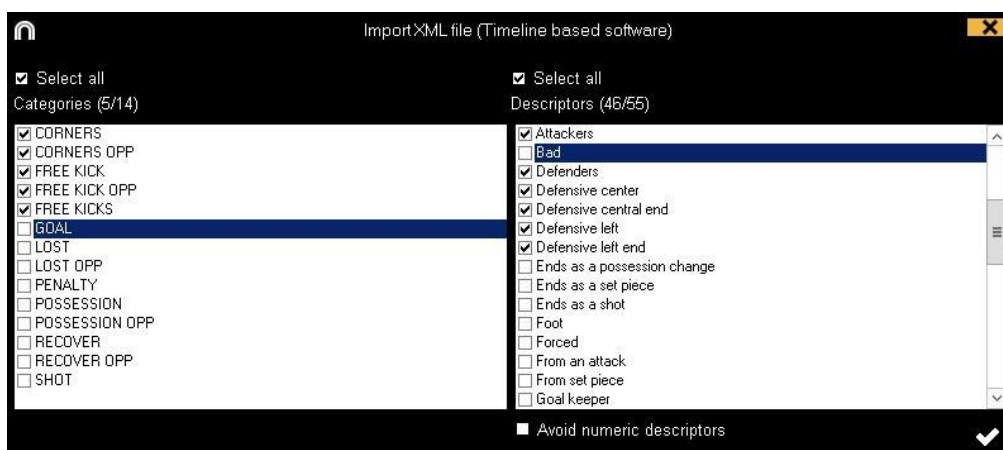 Import XML file (Timeline based software)
Select all
Categories (5/14)
CORNERS
CORNERS OPP
FREE KICK
FREE KICK OPP
FREE KICKS
GOAL
LOST
LOST OPP
PENALTY
POSSESSION
POSSESSION OPP
RECOVER
RECOVER OPP
SHOT
Select all
Descriptors (46/55)
Attackers
Bad
Defenders
Defensive center
Defensive central end
Defensive left
Defensive left end
Ends as a possession change
Ends as a set piece
Ends as a shot
Foot
Forced
From an attack
From set piece
Goal keeper
Avoid numeric descriptors